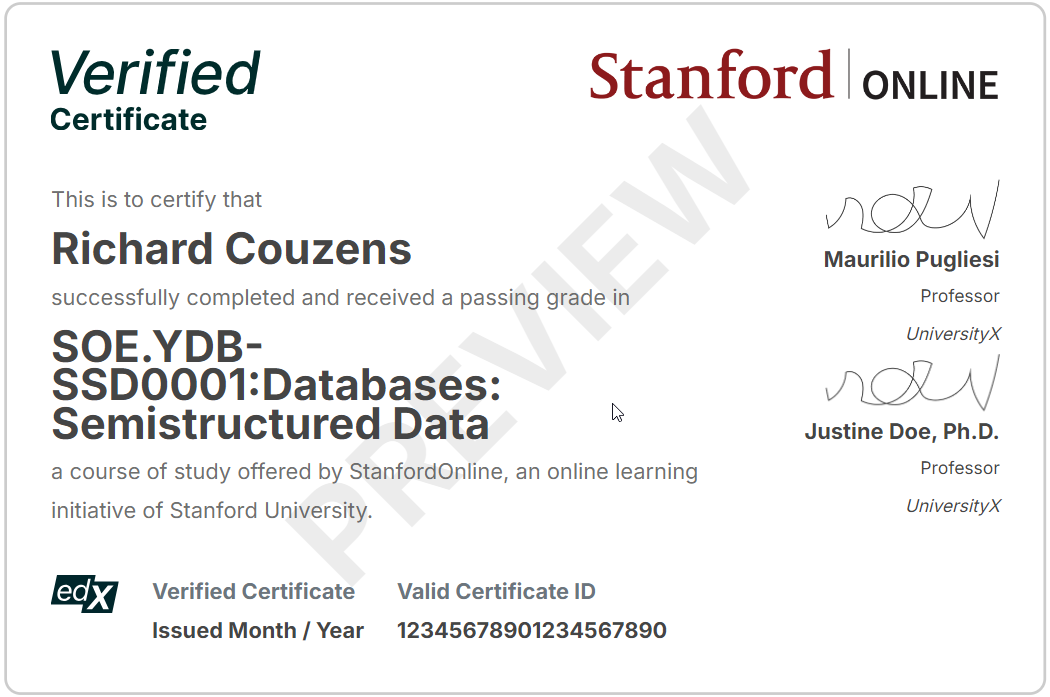 Verified
Certificate
Stanford | ONLINE
This is to certify that
Richard Couzens
successfully completed and received a passing grade in
SOE.YDB-
SSD0001:Databases:
Semistructured Data
a course of study offered by StanfordOnline, an online learning
initiative of Stanford University.
Maurilio Pugliesi
Professor
UniversityX
Justine Doe, Ph.D.
Professor
UniversityX
PREVIEW
edX
Verified Certificate
Issued Month / Year
Valid Certificate ID
12345678901234567890